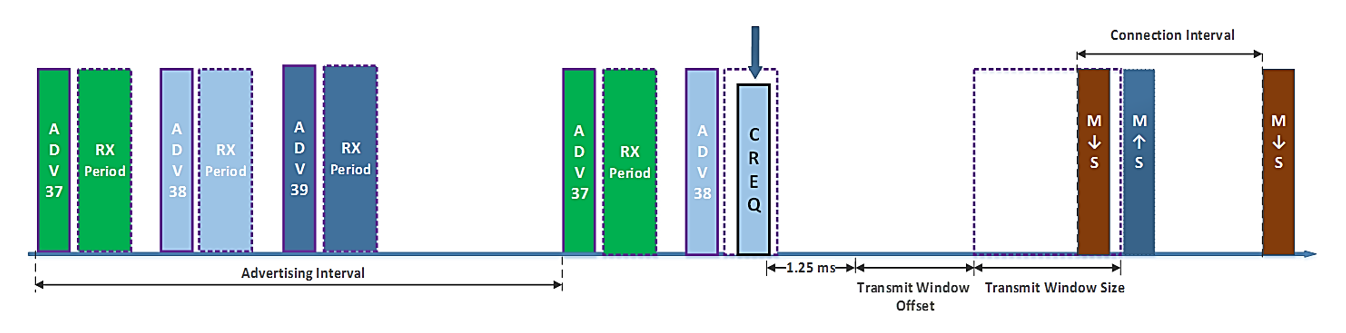 Connection Interval
A
D
V
37
RX
Period
A
D
V
38
RX
Period
A
D
V
39
RX
Period
A
D
V
37
RX
Period
A
D
V
38
C
R
E
Q
M
↓
S
M
↑
S
M
↓
S
Advertising Interval
1.25 ms
Transmit Window
Offset
Transmit Window Size